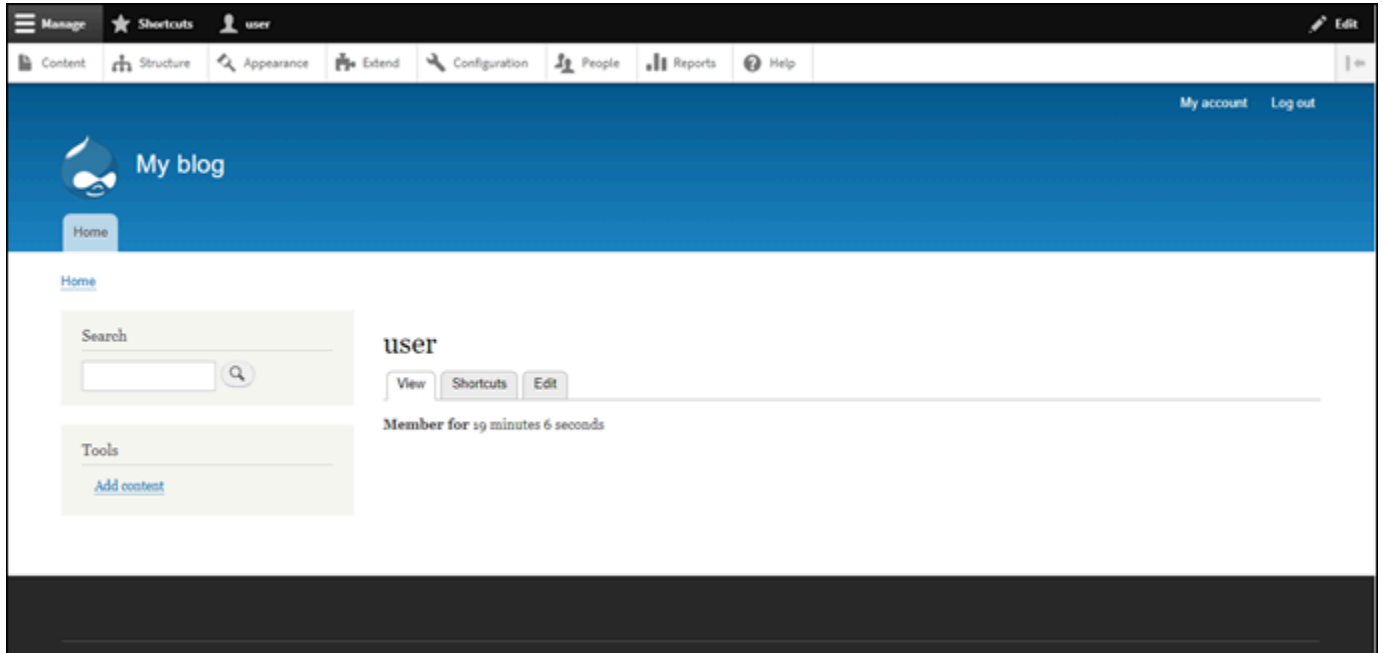 Manage Shortcuts user Edit
Content Structure Appearance Extend Configuration People Reports Help
My account Log out
My blog
Home
Home
Search
user
View Shortcuts Edit
Member for 19 minutes 6 seconds
Tools
Add content